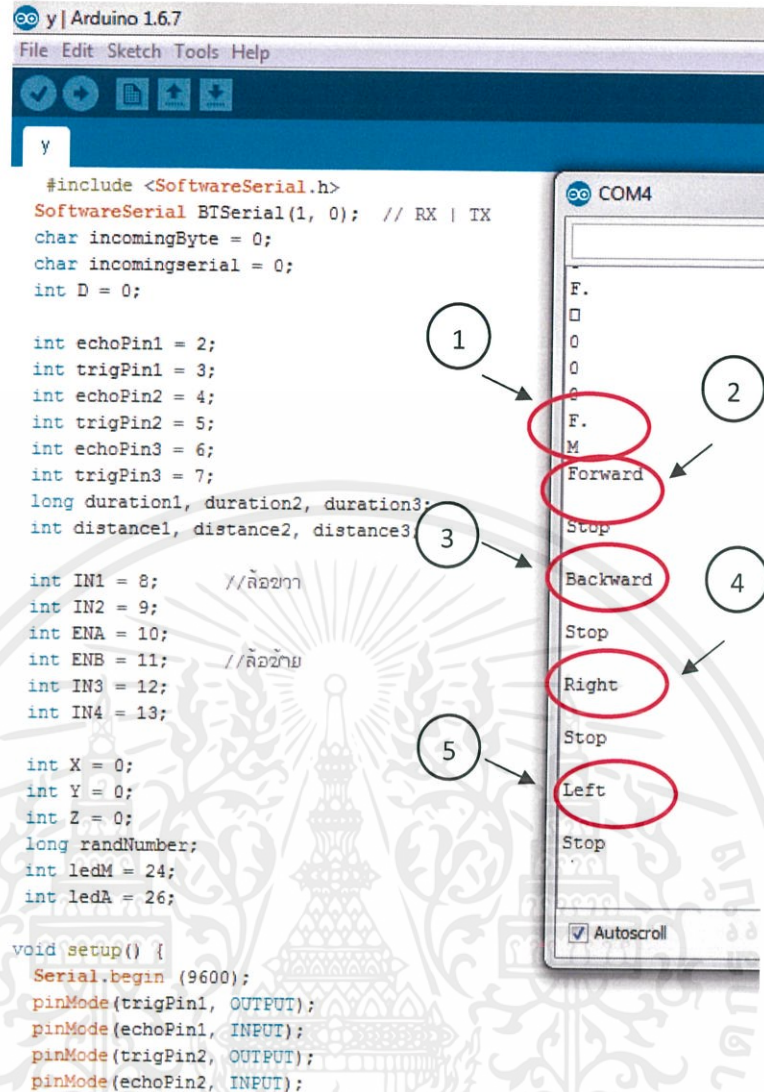 y | Arduino 1.6.7
File Edit Sketch Tools Help
y
#include <SoftwareSerial.h>
SoftwareSerial BTSerial(1, 0); // RX | TX
char incomingByte = 0;
char incomingserial = 0;
int D = 0;
int echoPin1 = 2;
int trigPin1 = 3;
int echoPin2 = 4;
int trigPin2 = 5;
int echoPin3 = 6;
int trigPin3 = 7;
long duration1, duration2, duration3;
int distance1, distance2, distance3;
int IN1 = 8; //ล้อขวา
int IN2 = 9;
int ENA = 10;
int ENB = 11; //ล้อซ้าย
int IN3 = 12;
int IN4 = 13;
int X = 0;
int Y = 0;
int Z = 0;
long randNumber;
int ledM = 24;
int ledA = 26;
void setup() {
Serial.begin (9600);
pinMode(trigPin1, OUTPUT);
pinMode(echoPin1, INPUT);
pinMode(trigPin2, OUTPUT);
pinMode(echoPin2, INPUT);
COM4
F.
0
0
0
F.
M
Forward
Stop
Backward
Stop
Right
Stop
Left
Stop
Autoscroll
1
2
3
4
5